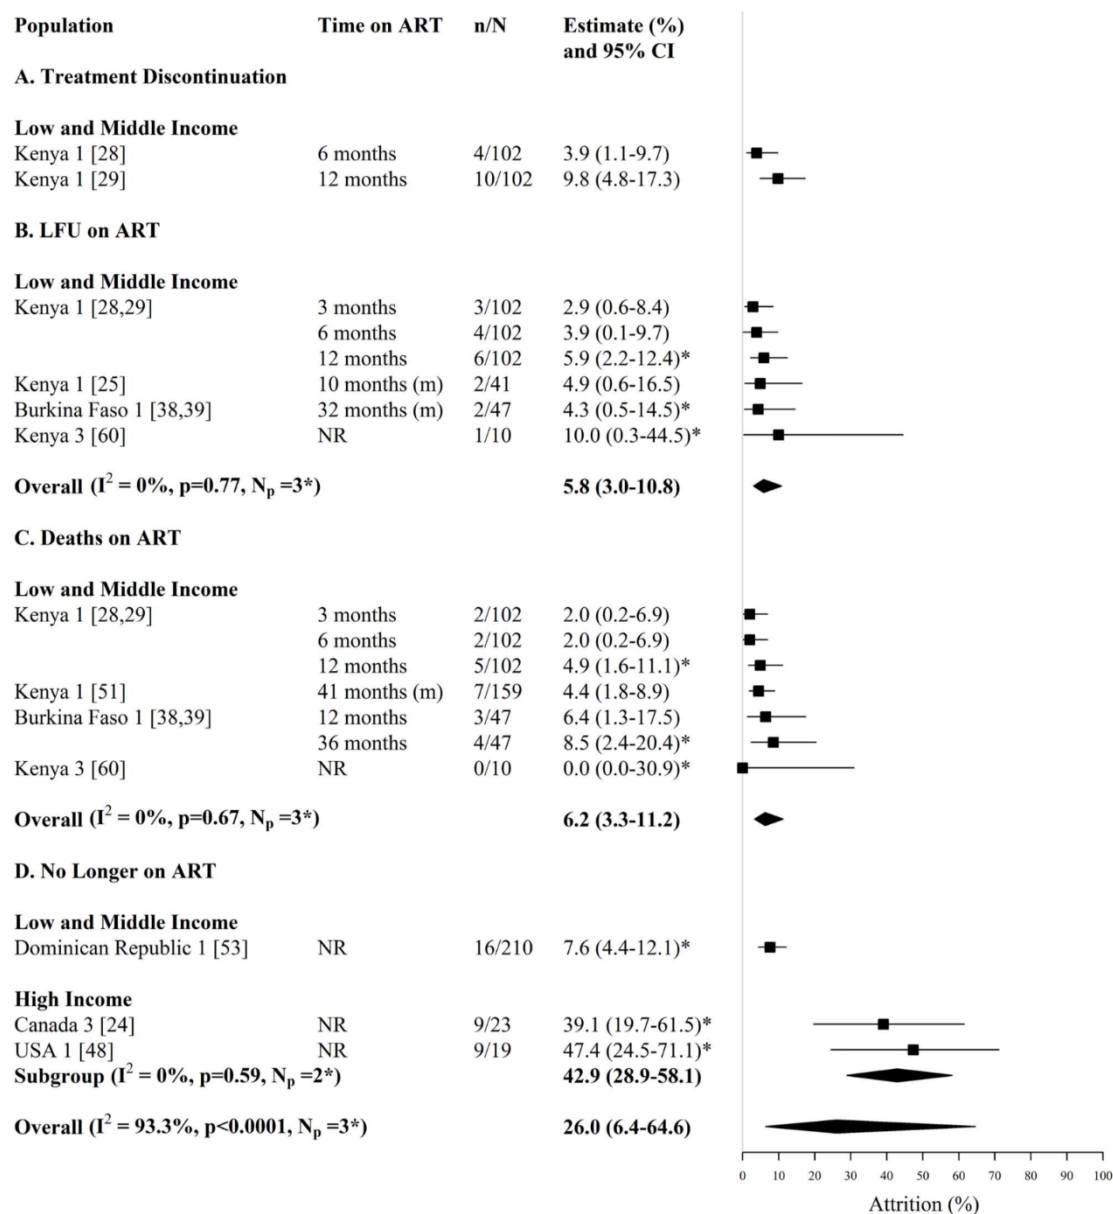 Population Time on ART n/N Estimate (%)
and 95% CI
A. Treatment Discontinuation
Low and Middle Income
Kenya 1 [28] 6 months 4/102 3.9 (1.1-9.7)
Kenya 1 [29] 12 months 10/102 9.8 (4.8-17.3)
B. LFU on ART
Low and Middle Income
Kenya 1 [28,29] 3 months 3/102 2.9 (0.6-8.4)
6 months 4/102 3.9 (0.1-9.7)
12 months 6/102 5.9 (2.2-12.4)*
Kenya 1 [25] 10 months (m) 2/41 4.9 (0.6-16.5)
Burkina Faso 1 [38,39] 32 months (m) 2/47 4.3 (0.5-14.5)*
Kenya 3 [60] NR 1/10 10.0 (0.3-44.5)*
Overall (I² = 0%, p=0.77, Nₚ =3*) 5.8 (3.0-10.8)
C. Deaths on ART
Low and Middle Income
Kenya 1 [28,29] 3 months 2/102 2.0 (0.2-6.9)
6 months 2/102 2.0 (0.2-6.9)
12 months 5/102 4.9 (1.6-11.1)*
Kenya 1 [51] 41 months (m) 7/159 4.4 (1.8-8.9)
Burkina Faso 1 [38,39] 12 months 3/47 6.4 (1.3-17.5)
36 months 4/47 8.5 (2.4-20.4)*
Kenya 3 [60] NR 0/10 0.0 (0.0-30.9)*
Overall (I² = 0%, p=0.67, Nₚ =3*) 6.2 (3.3-11.2)
D. No Longer on ART
Low and Middle Income
Dominican Republic 1 [53] NR 16/210 7.6 (4.4-12.1)*
High Income
Canada 3 [24] NR 9/23 39.1 (19.7-61.5)*
USA 1 [48] NR 9/19 47.4 (24.5-71.1)*
Subgroup (I² = 0%, p=0.59, Nₚ =2*) 42.9 (28.9-58.1)
Overall (I² = 93.3%, p<0.0001, Nₚ =3*) 26.0 (6.4-64.6)
0 10 20 30 40 50 60 70 80 90 100
Attrition (%)